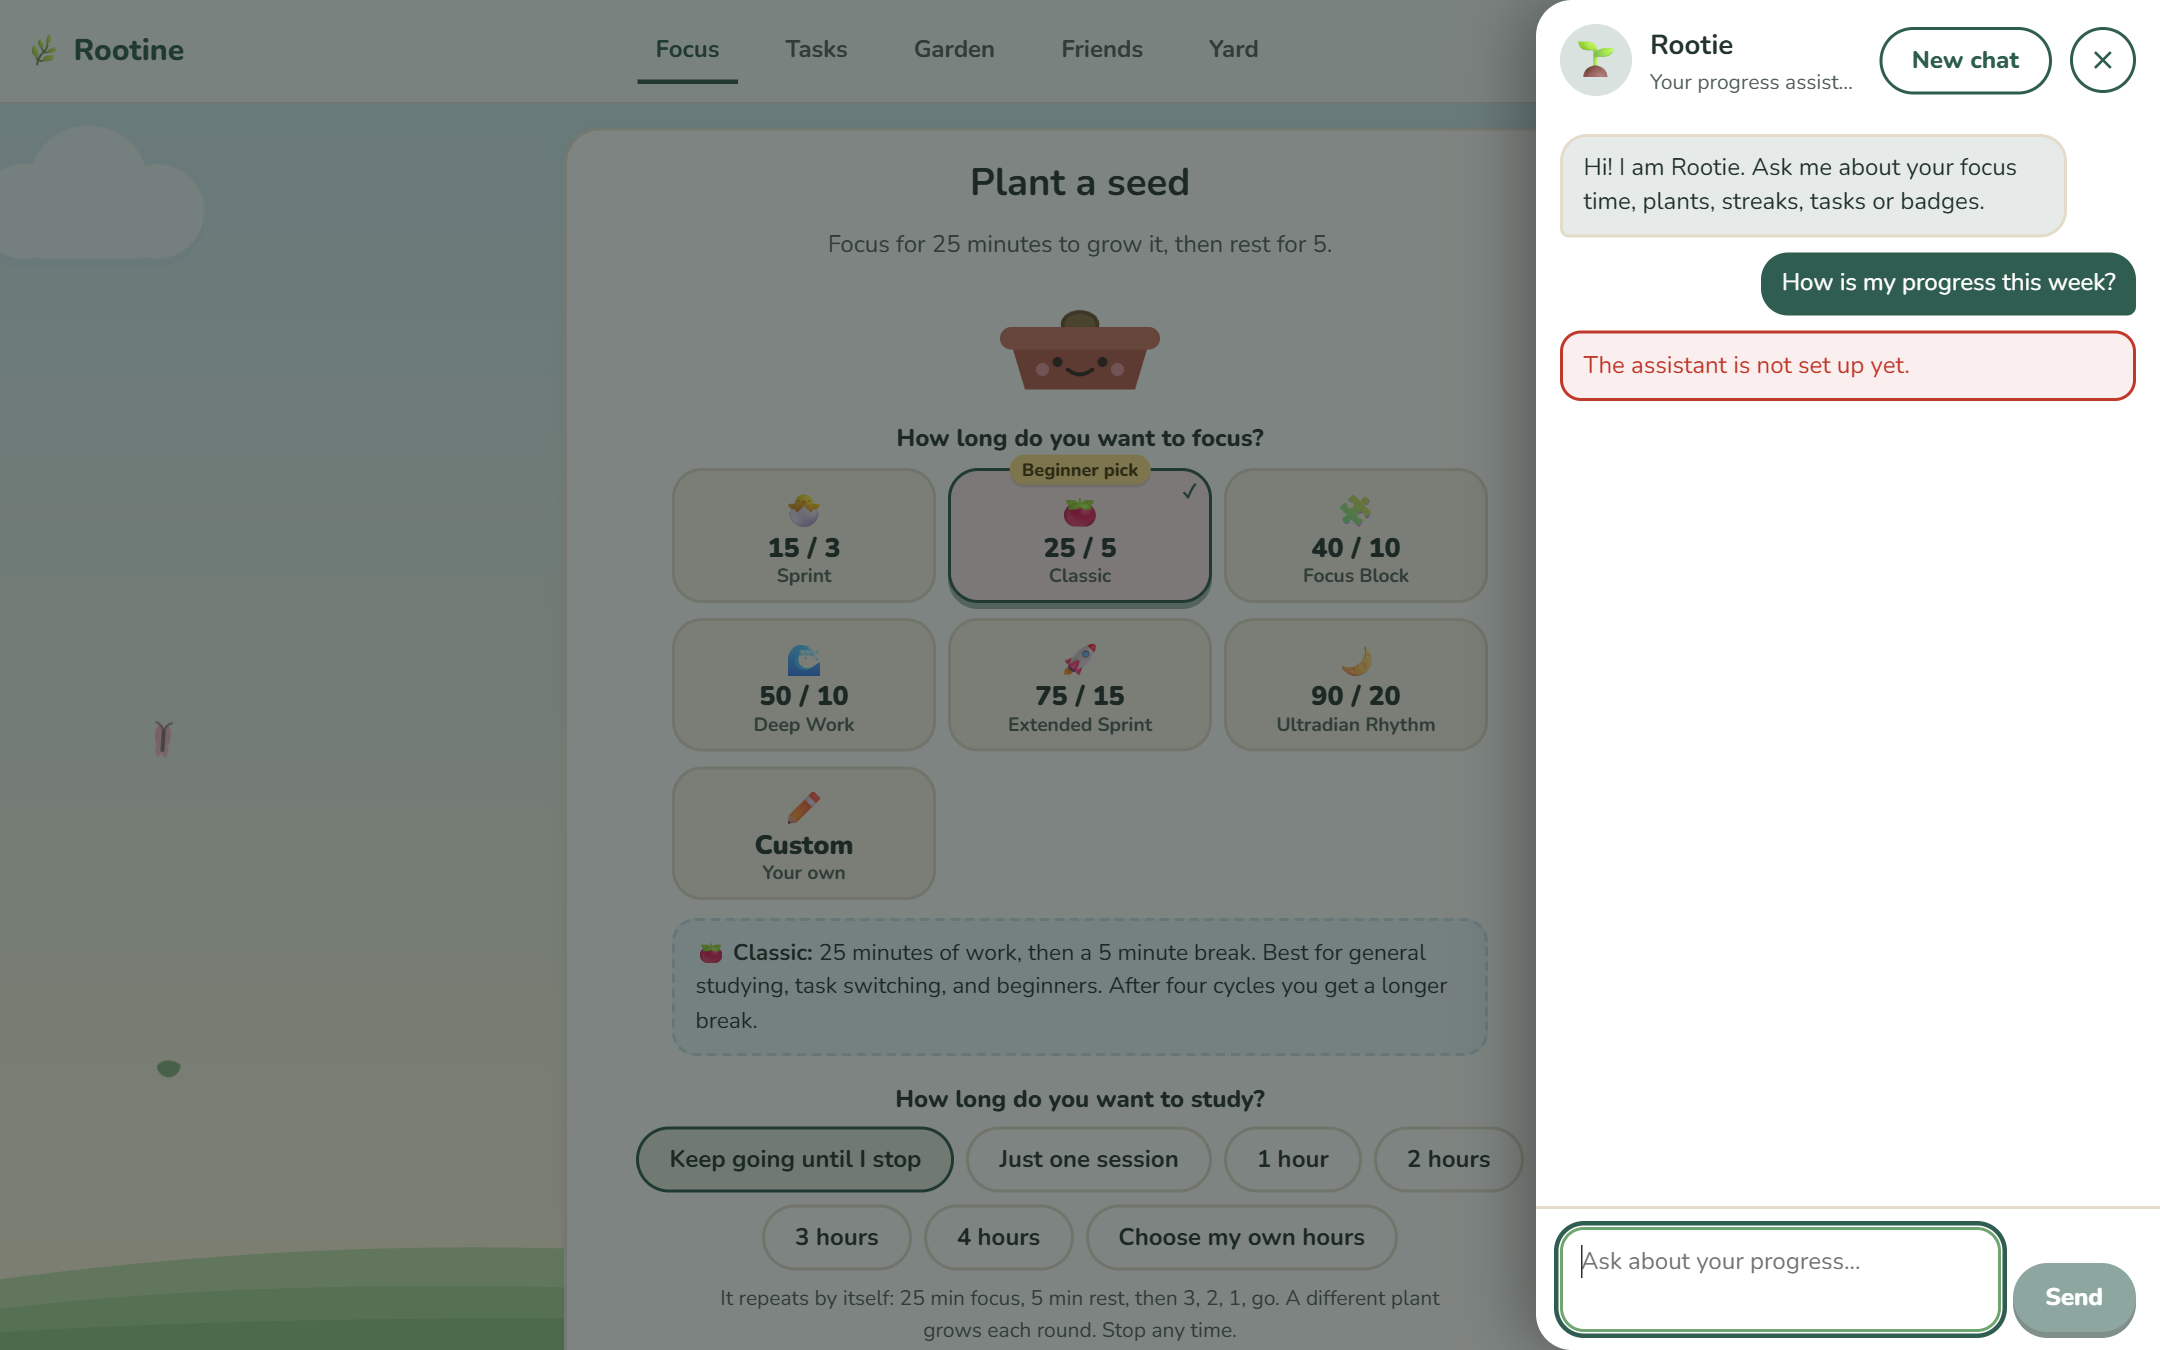 Rootine
Focus
Tasks
Garden
Friends
Yard
Plant a seed
Focus for 25 minutes to grow it, then rest for 5.
How long do you want to focus?
15 / 3
Sprint
Beginner pick
25 / 5
Classic
40 / 10
Focus Block
50 / 10
Deep Work
75 / 15
Extended Sprint
90 / 20
Ultradian Rhythm
Custom
Your own
Classic: 25 minutes of work, then a 5 minute break. Best for general
studying, task switching, and beginners. After four cycles you get a longer
break.
How long do you want to study?
Keep going until I stop
Just one session
1 hour
2 hours
3 hours
4 hours
Choose my own hours
It repeats by itself: 25 min focus, 5 min rest, then 3, 2, 1, go. A different plant
grows each round. Stop any time.
Rootie
Your progress assist...
New chat
Hi! I am Rootie. Ask me about your focus
time, plants, streaks, tasks or badges.
How is my progress this week?
The assistant is not set up yet.
Ask about your progress...
Send